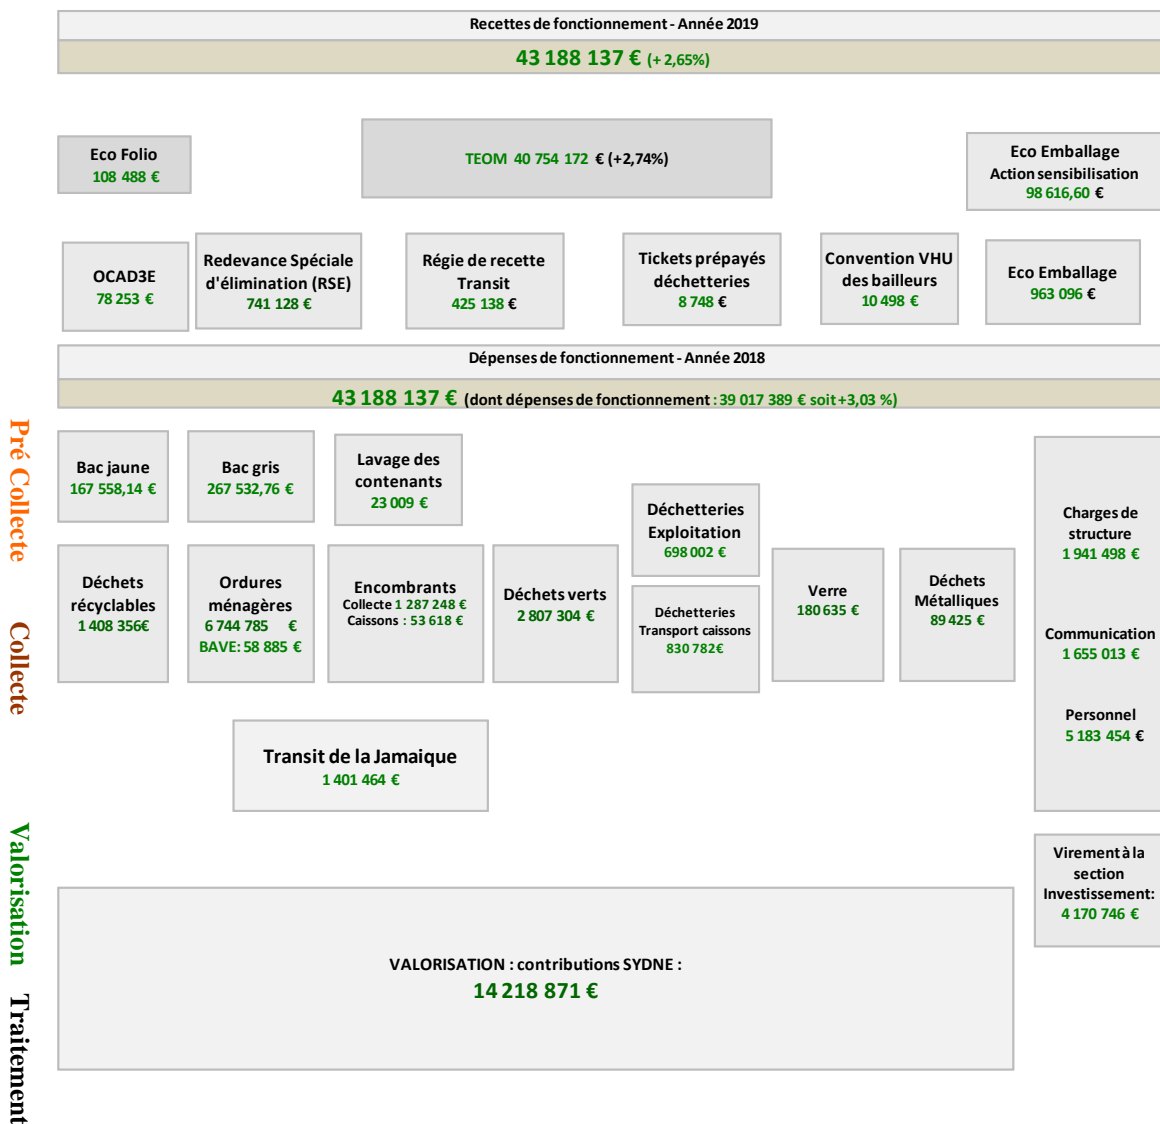 Recettes de fonctionnement - Année 2019
43 188 137 € (+ 2,65%)
Eco Folio
108 488 €
TEOM 40 754 172 € (+2,74%)
Eco Emballage
Action sensibilisation
98 616,60 €
OCAD3E
78 253 €
Redevance Spéciale
d'élimination (RSE)
741 128 €
Régie de recette
Transit
425 138 €
Tickets prépayés
déchetteries
8 748 €
Convention VHU
des bailleurs
10 498 €
Eco Emballage
963 096 €
Dépenses de fonctionnement - Année 2018
43 188 137 € (dont dépenses de fonctionnement : 39 017 389 € soit +3,03 %)
Pré Collecte
Bac jaune
167 558,14 €
Bac gris
267 532,76 €
Lavage des
contenants
23 009 €
Déchetteries
Exploitation
698 002 €
Charges de
structure
1 941 498 €
Communication
1 655 013 €
Personnel
5 183 454 €
Collecte
Déchets
récyclables
1 408 356€
Ordures
ménagères
6 744 785 €
BAVE: 58 885 €
Encombrants
Collecte 1 287 248 €
Caissons : 53 618 €
Déchets verts
2 807 304 €
Déchetteries
Transport caissons
830 782€
Verre
180 635 €
Déchets
Métalliques
89 425 €
Transit de la Jamaique
1 401 464 €
Valorisation
Virement à la
section
Investissement:
4 170 746 €
VALORISATION : contributions SYDNE :
14 218 871 €
Traitement